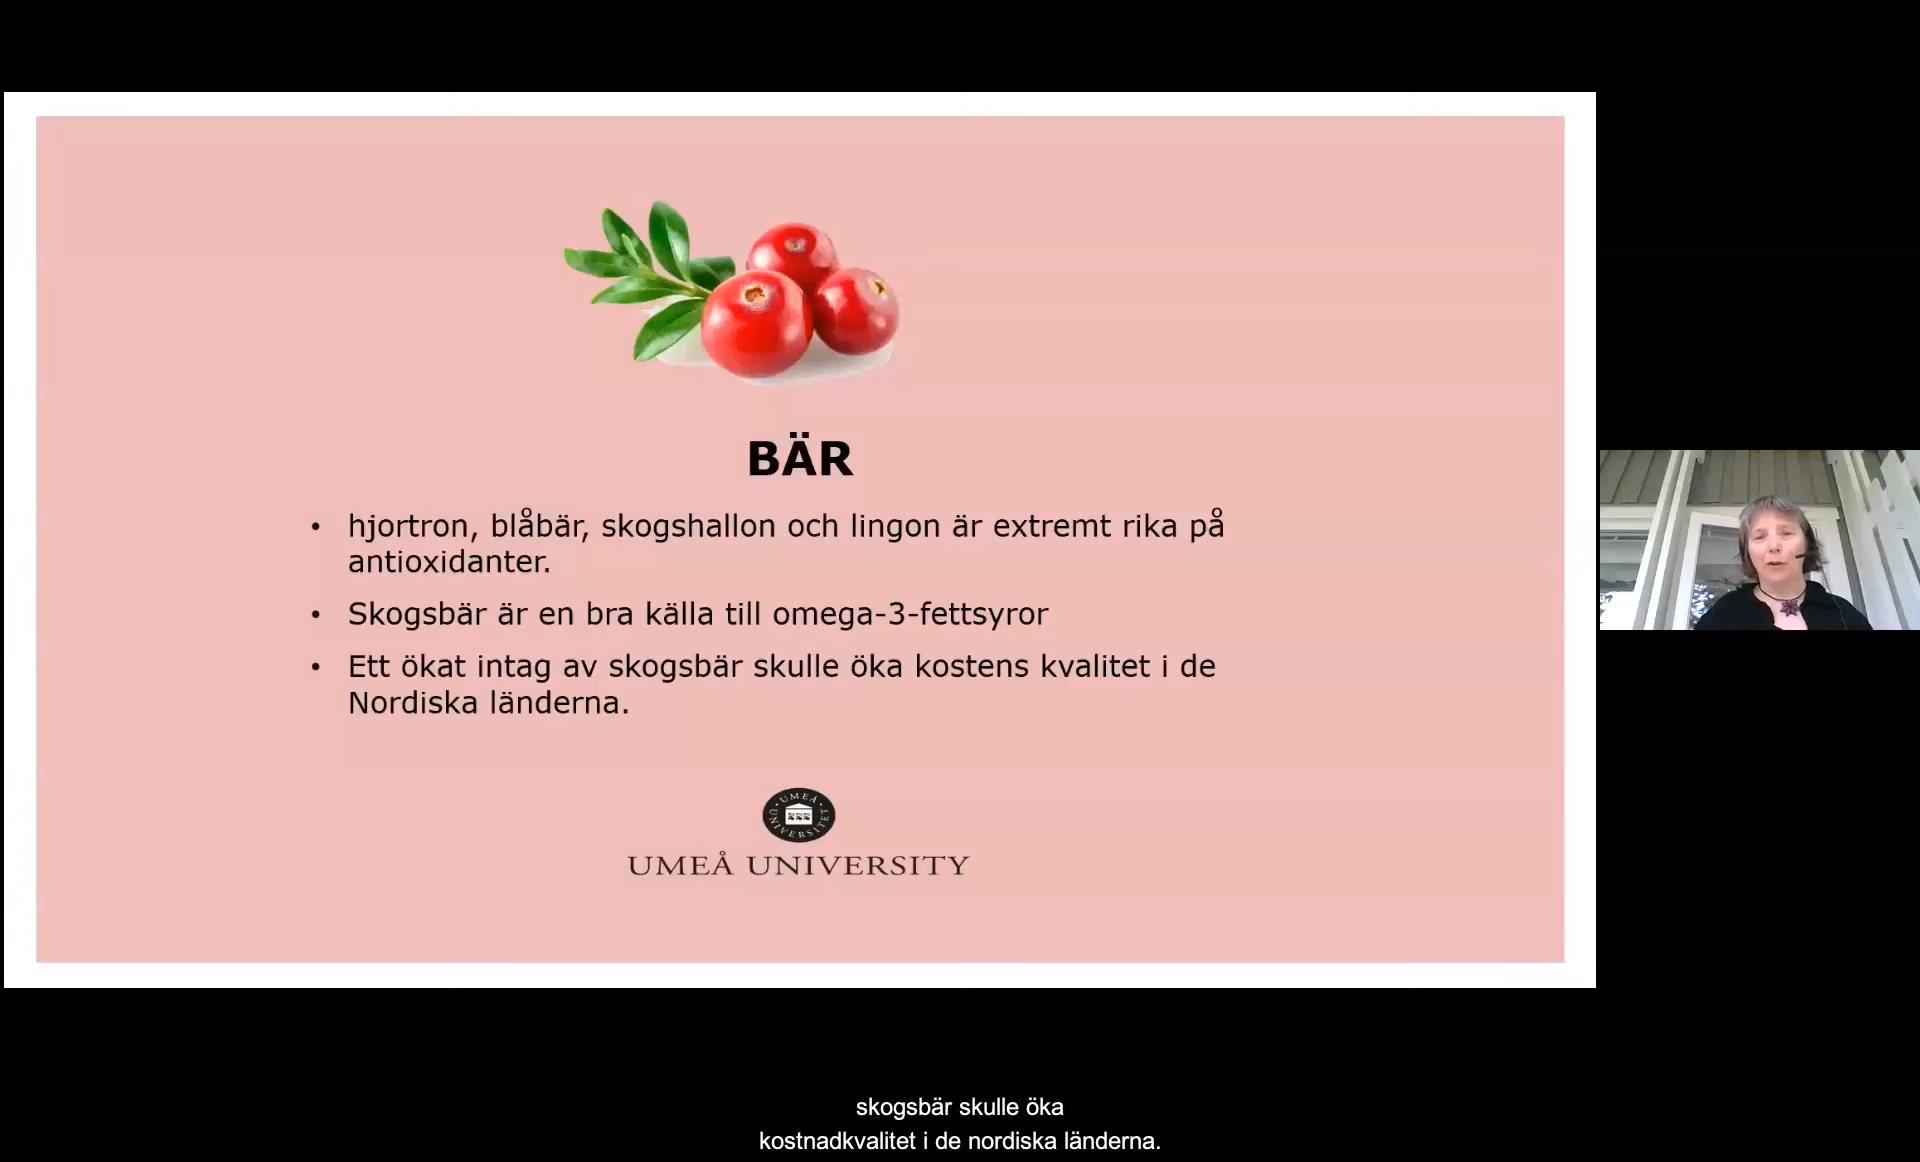 BÄR
• hjortron, blåbär, skogshallon och lingon är extremt rika på
antioxidanter.
• Skogsbär är en bra källa till omega-3-fettsyror
• Ett ökat intag av skogsbär skulle öka kostens kvalitet i de
Nordiska länderna.
UMEÅ UNIVERSITET
UMEÅ UNIVERSITY
skogsbär skulle öka
kostnadkvalitet i de nordiska länderna.